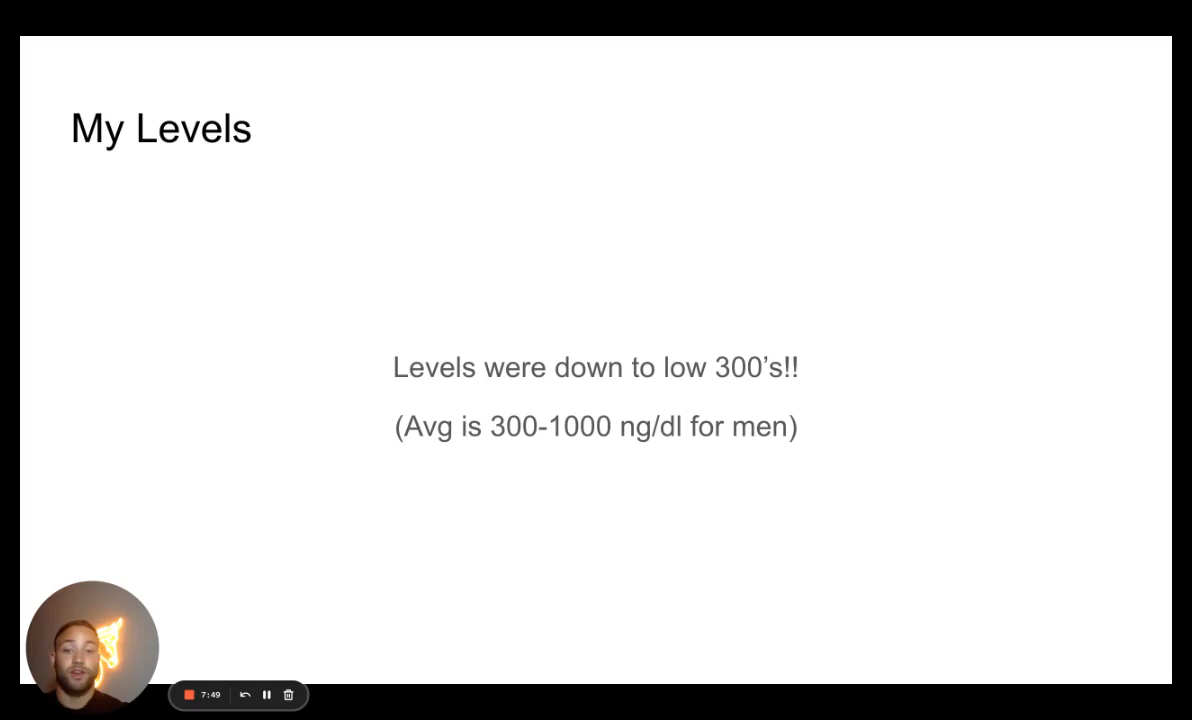 My Levels
Levels were down to low 300’s!!
(Avg is 300-1000 ng/dl for men)
7:49